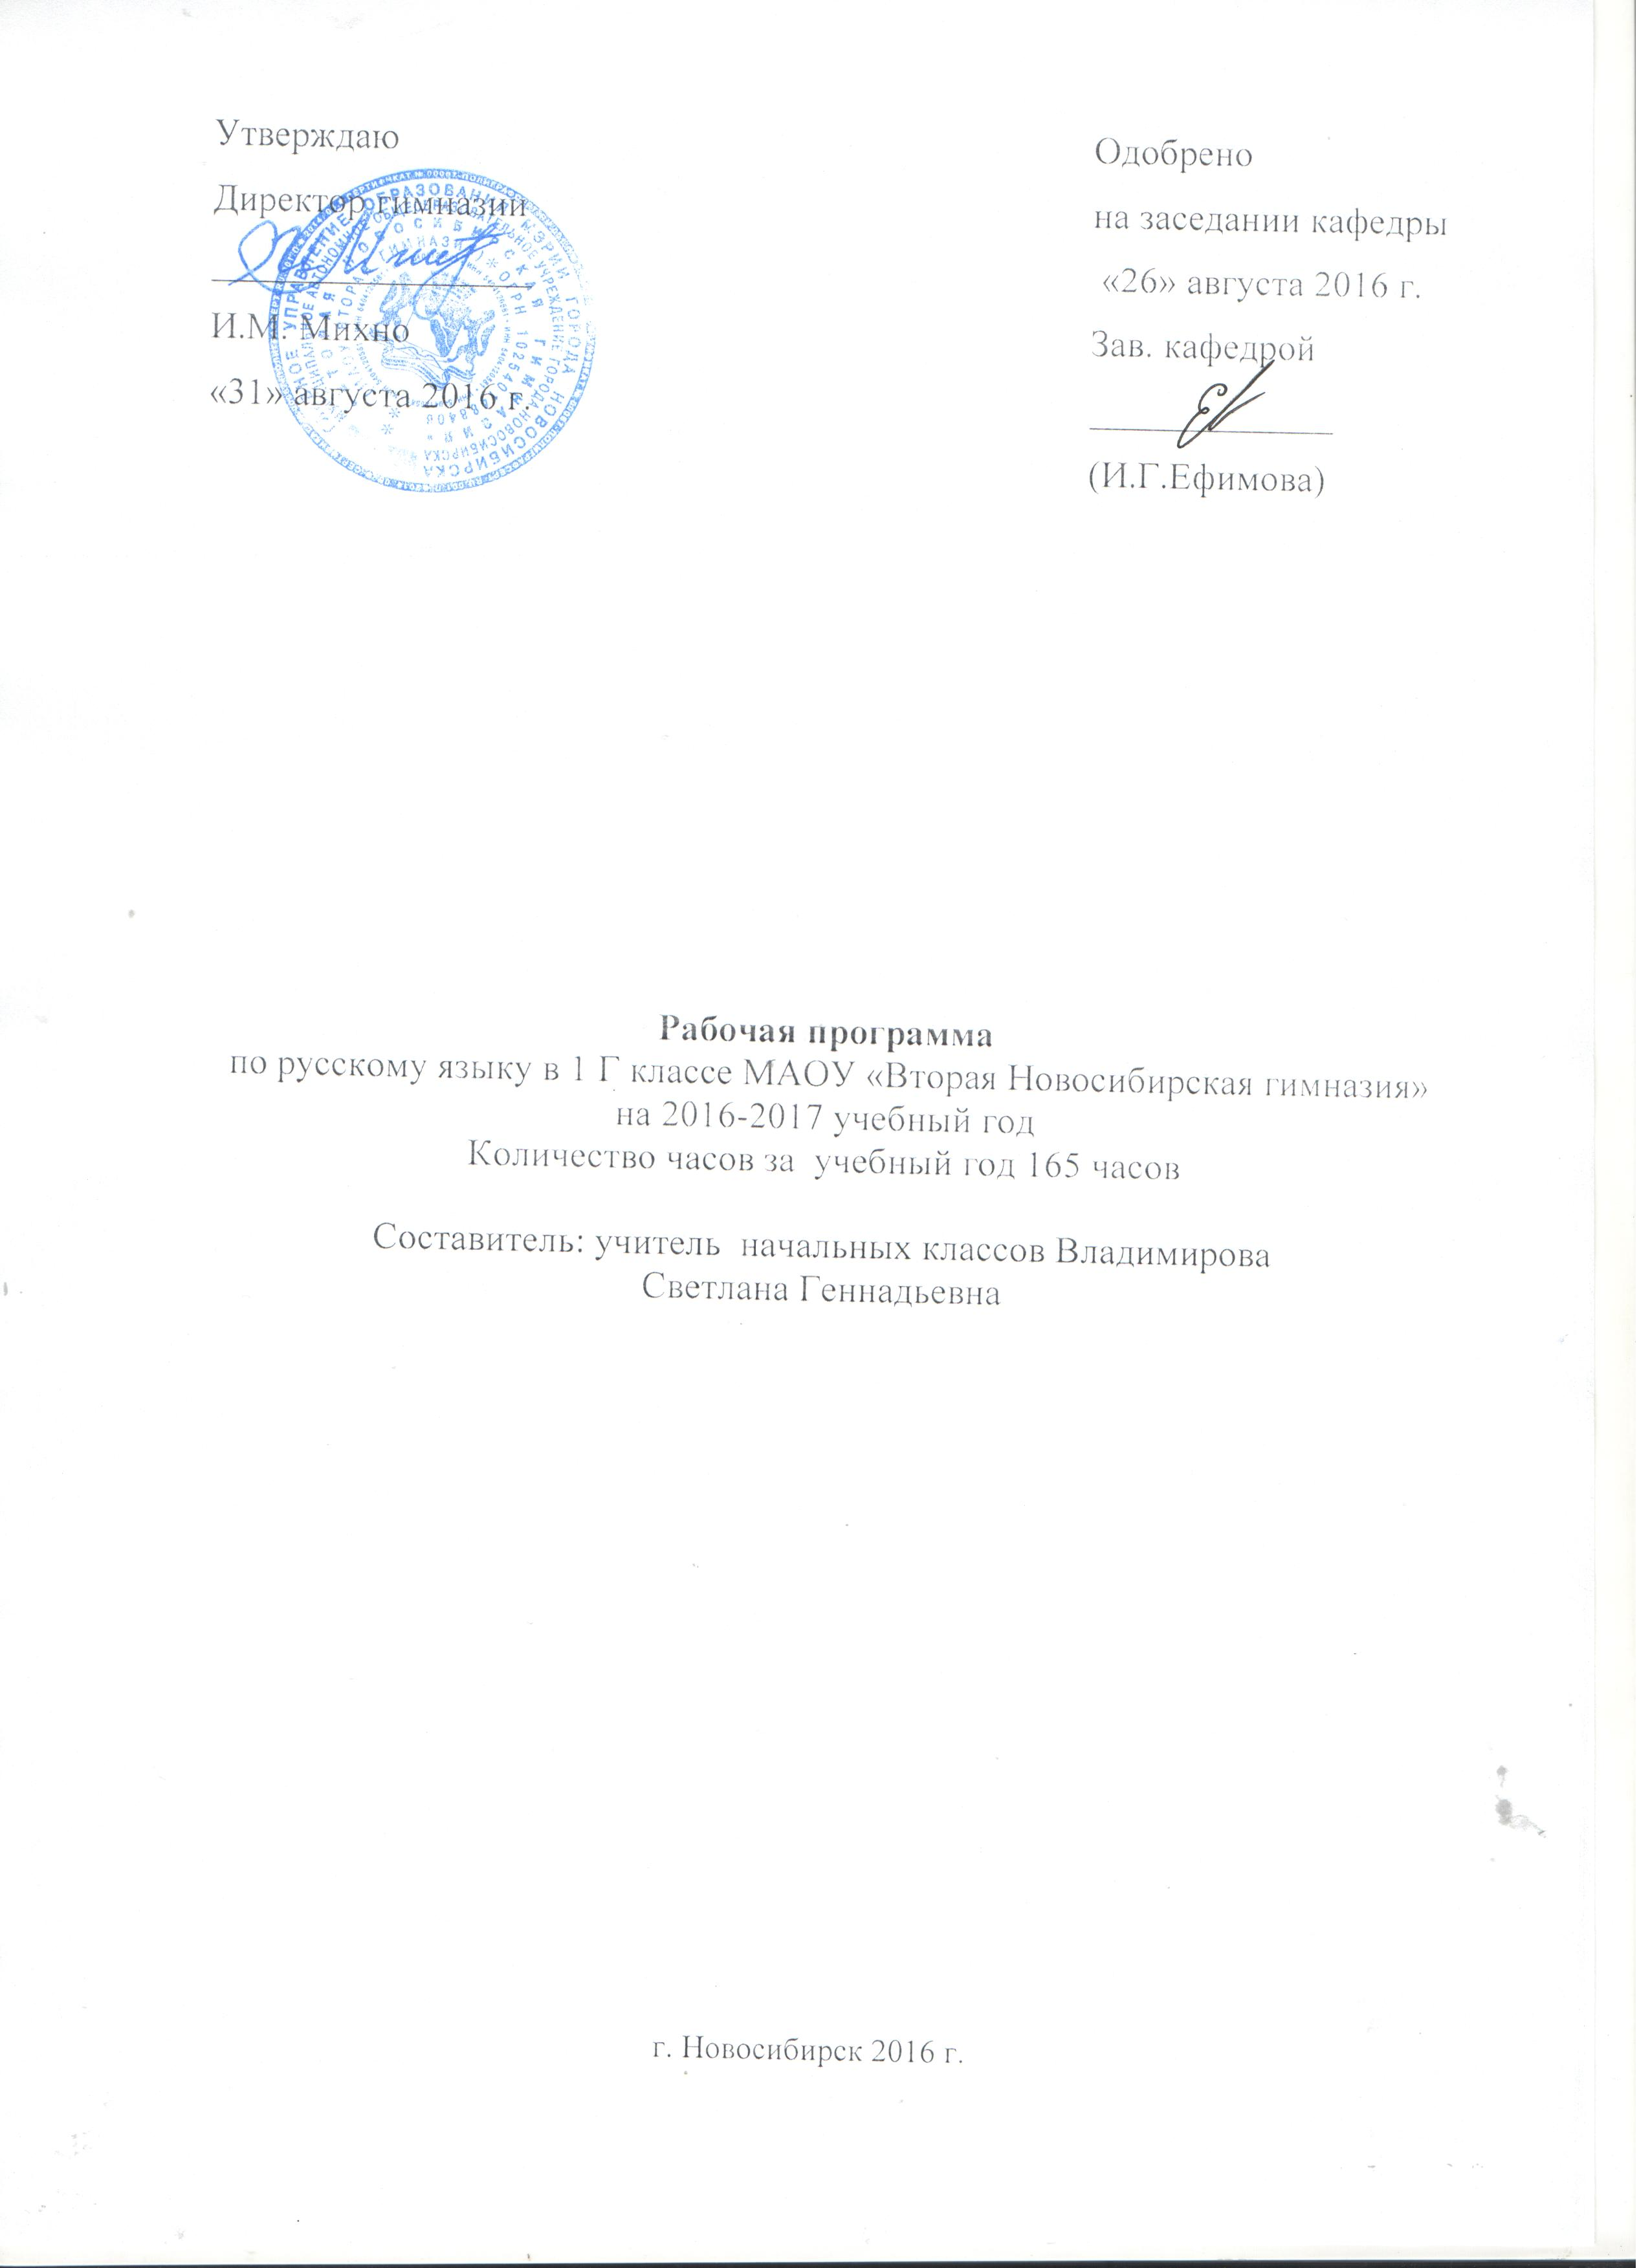 Утверждаю
Директор гимназии
И.М. Михно
«31» августа 2016 г.
Одобрено
на заседании кафедры
«26» августа 2016 г.
Зав. кафедрой
(И.Г.Ефимова)
Рабочая программа
по русскому языку в 1 Г классе МАОУ «Вторая Новосибирская гимназия»
на 2016-2017 учебный год
Количество часов за учебный год 165 часов
Составитель: учитель начальных классов Владимирова
Светлана Геннадьевна
г. Новосибирск 2016 г.